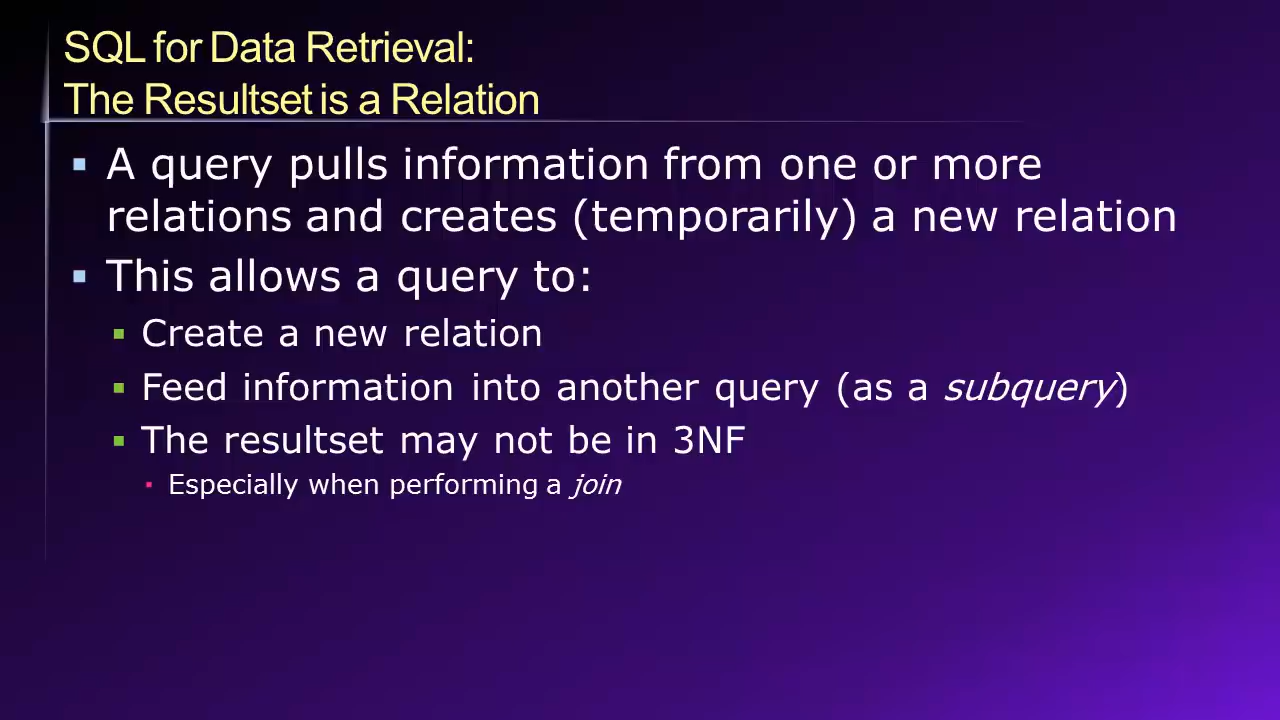 SQL for Data Retrieval:
The Resultset is a Relation
▪ A query pulls information from one or more
relations and creates (temporarily) a new relation
▪ This allows a query to:
▪ Create a new relation
▪ Feed information into another query (as a subquery)
▪ The resultset may not be in 3NF
▪ Especially when performing a join